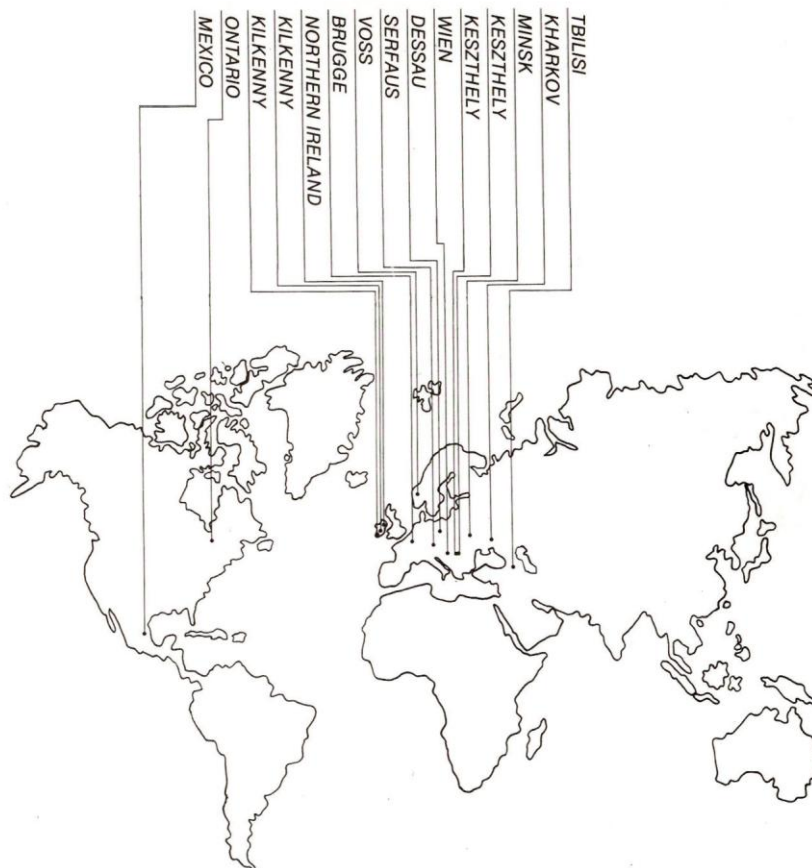 MEXICO
ONTARIO
KILKENNY
KILKENNY
NORTHERN IRELAND
BRUGGE
VOSS
SERFAUS
DESSAU
WIEN
KESZTHELY
KESZTHELY
MINSK
KHARKOV
TBILISI